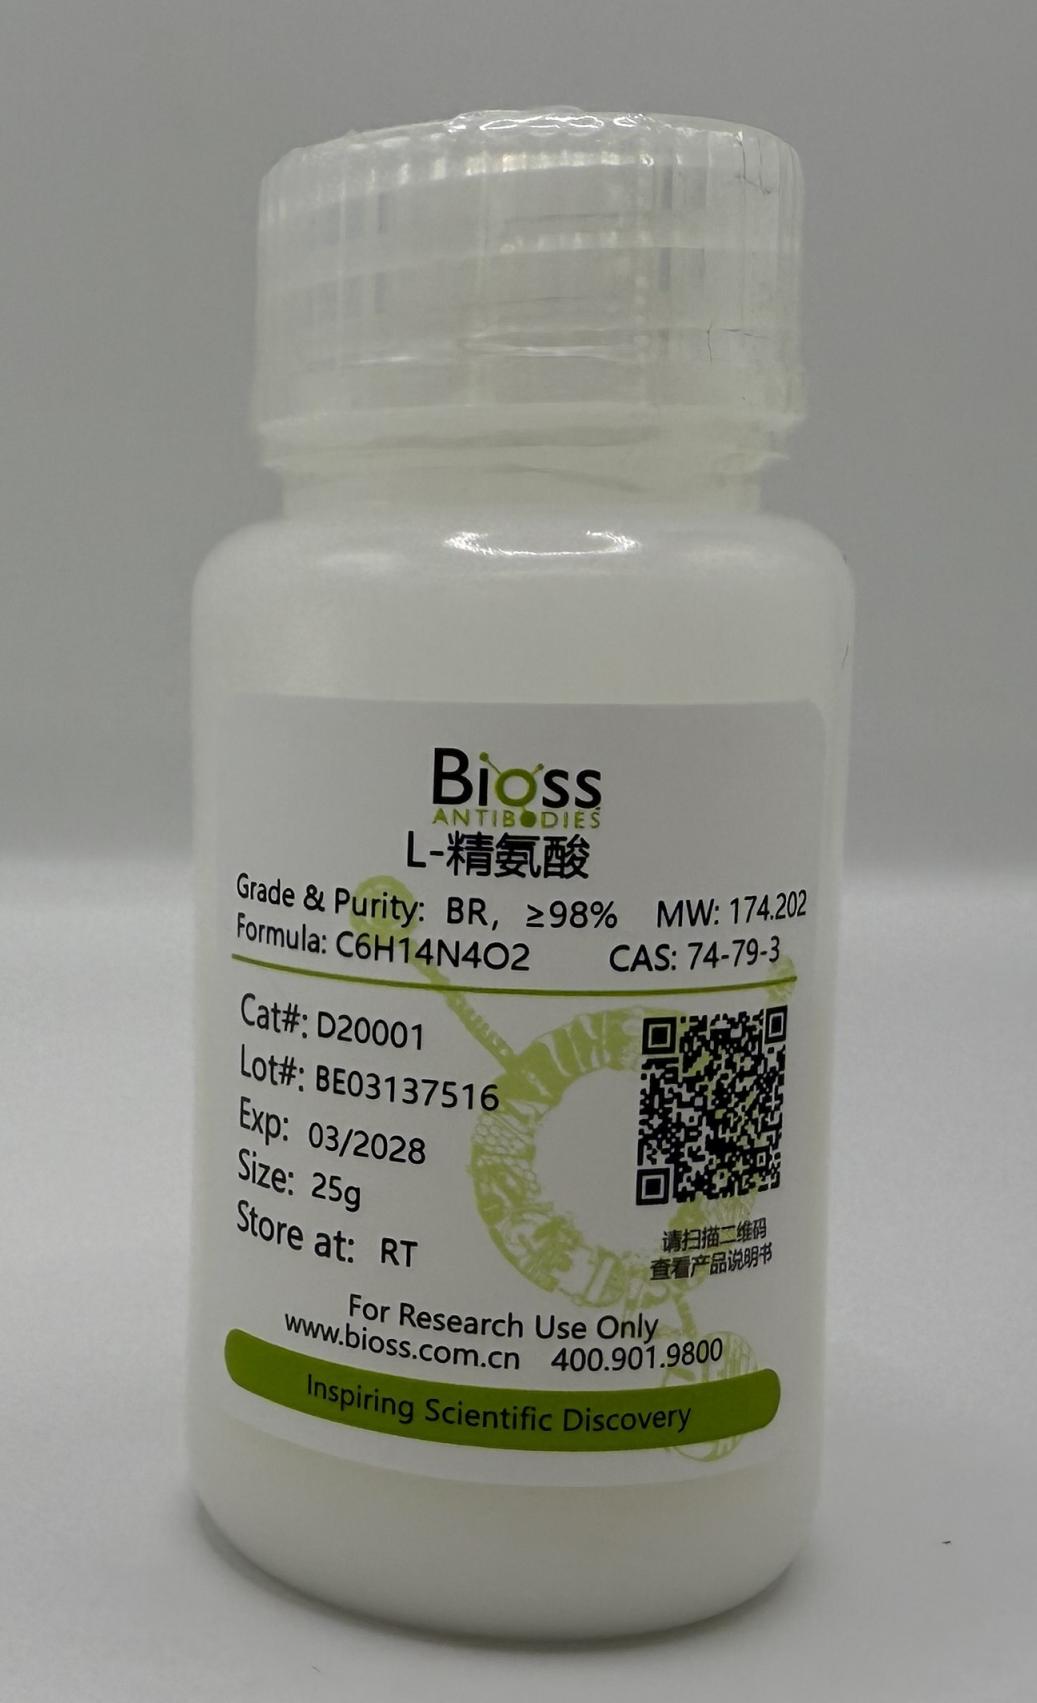 Bioss
ANTIBODIES
L-精氨酸
Grade & Purity: BR, ≥98% MW: 174.202
Formula: C6H14N4O2 CAS: 74-79-3
Cat#: D20001
Lot#: BE03137516
Exp: 03/2028
Size: 25g
Store at: RT
请扫描二维码
查看产品说明书
For Research Use Only
www.bioss.com.cn 400.901.9800
Inspiring Scientific Discovery